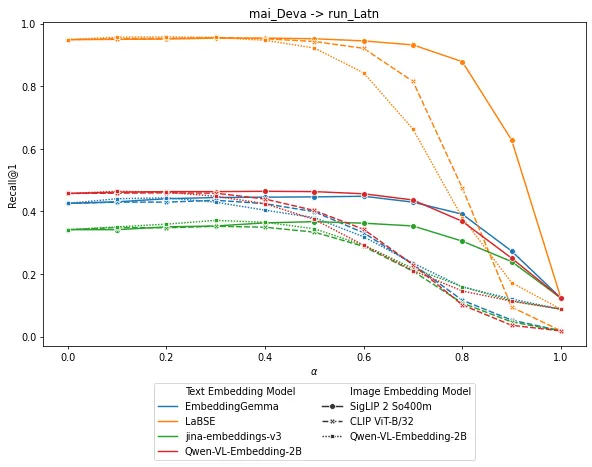 mai_Deva -> run_Latn
1.0
0.8
0.6
0.4
0.2
0.0
Recall@1
0.0 0.2 0.4 0.6 0.8 1.0
α
Text Embedding Model
EmbeddingGemma
LaBSE
jina-embeddings-v3
Qwen-VL-Embedding-2B
Image Embedding Model
SigLIP 2 So400m
CLIP ViT-B/32
Qwen-VL-Embedding-2B